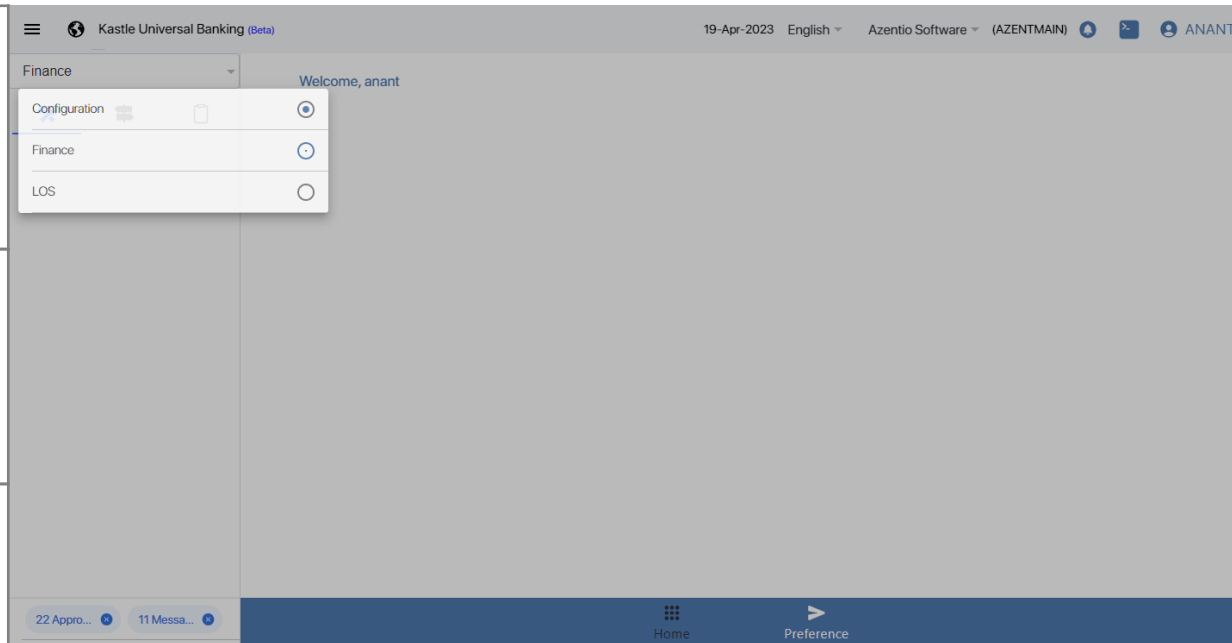 Kastle Universal Banking (Beta)
19-Apr-2023 English Azentio Software (AZENTMAIN) ANANT
Finance
Welcome, anant
Configuration
Finance
LOS
22 Appro... 11 Messa...
Home Preference